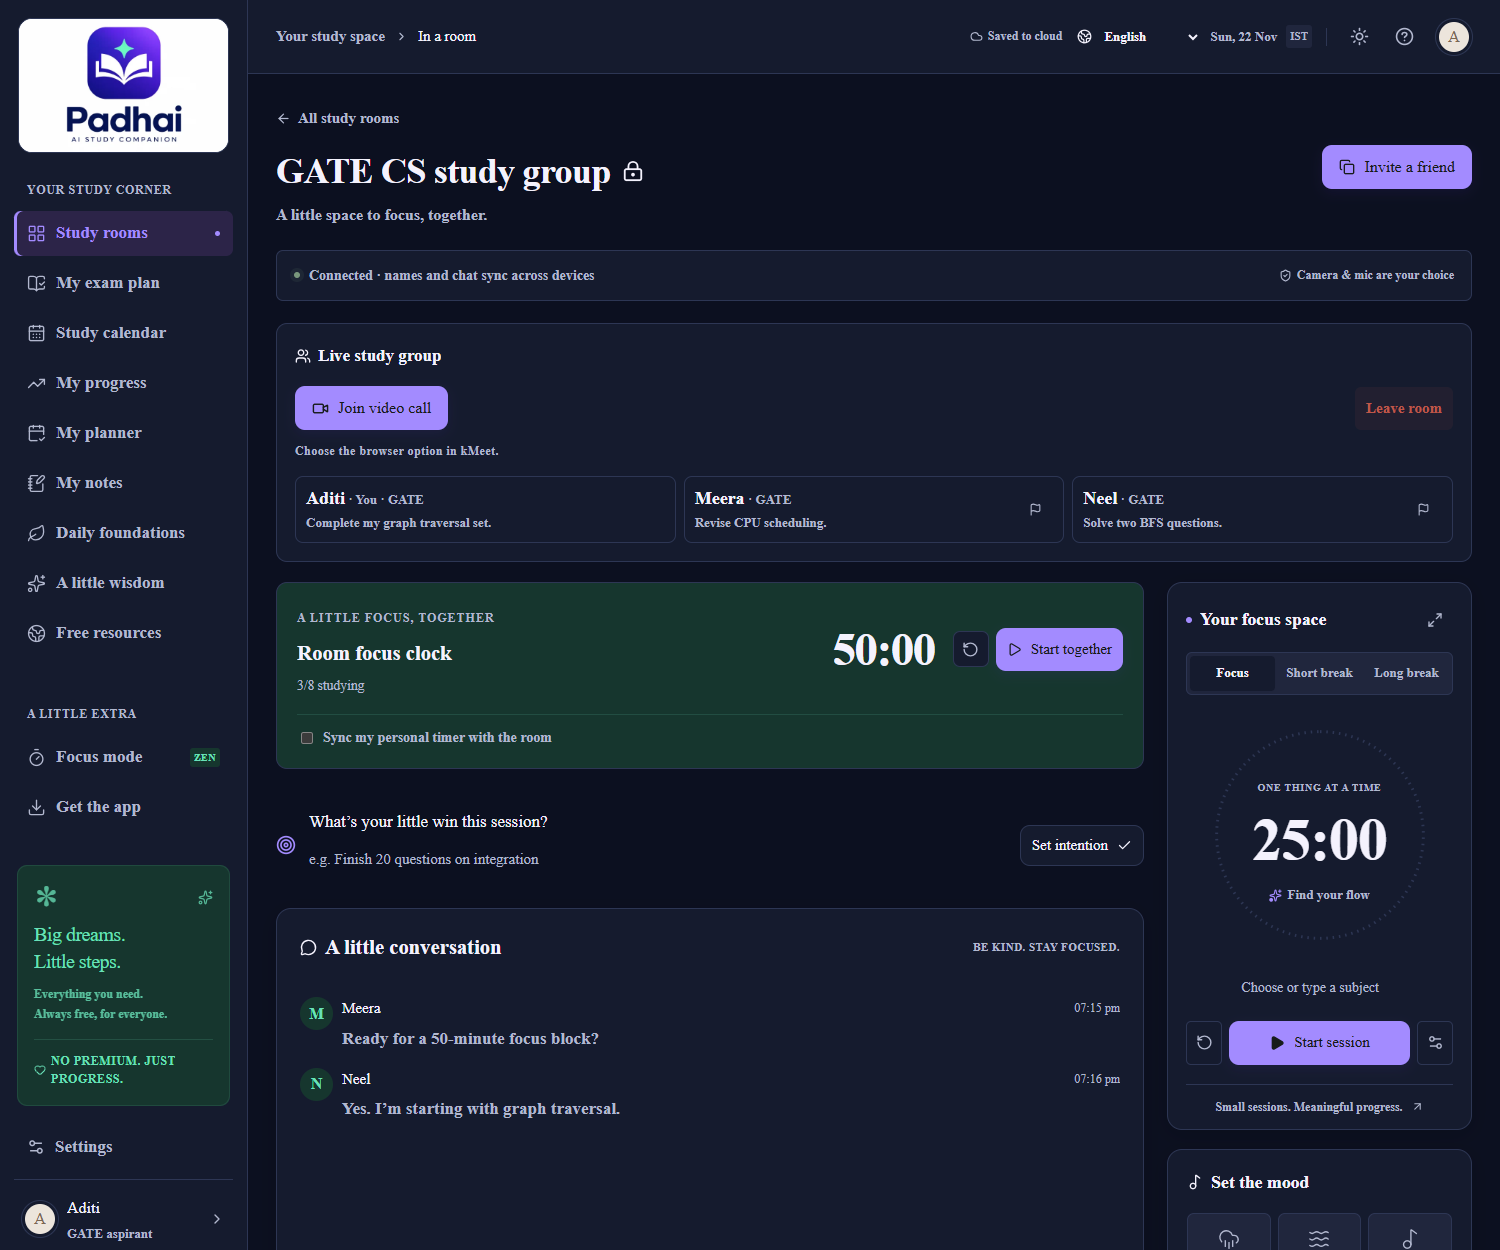 Padhai
AI STUDY COMPANION
YOUR STUDY CORNER
Study rooms
My exam plan
Study calendar
My progress
My planner
My notes
Daily foundations
A little wisdom
Free resources
A LITTLE EXTRA
Focus mode ZEN
Get the app
Big dreams.
Little steps.
Everything you need.
Always free, for everyone.
NO PREMIUM. JUST
PROGRESS.
Settings
A Aditi
GATE aspirant
Your study space > In a room
Saved to cloud English Sun, 22 Nov IST A
All study rooms
GATE CS study group
Invite a friend
A little space to focus, together.
Connected · names and chat sync across devices
Camera & mic are your choice
Live study group
Join video call
Leave room
Choose the browser option in kMeet.
Aditi · You · GATE
Complete my graph traversal set.
Meera · GATE
Revise CPU scheduling.
Neel · GATE
Solve two BFS questions.
A LITTLE FOCUS, TOGETHER
Room focus clock
3/8 studying
50:00
Start together
Sync my personal timer with the room
What's your little win this session?
e.g. Finish 20 questions on integration
Set intention
A little conversation
BE KIND. STAY FOCUSED.
M Meera 07:15 pm
Ready for a 50-minute focus block?
N Neel 07:16 pm
Yes. I'm starting with graph traversal.
Your focus space
Focus Short break Long break
ONE THING AT A TIME
25:00
Find your flow
Choose or type a subject
Start session
Small sessions. Meaningful progress.
Set the mood